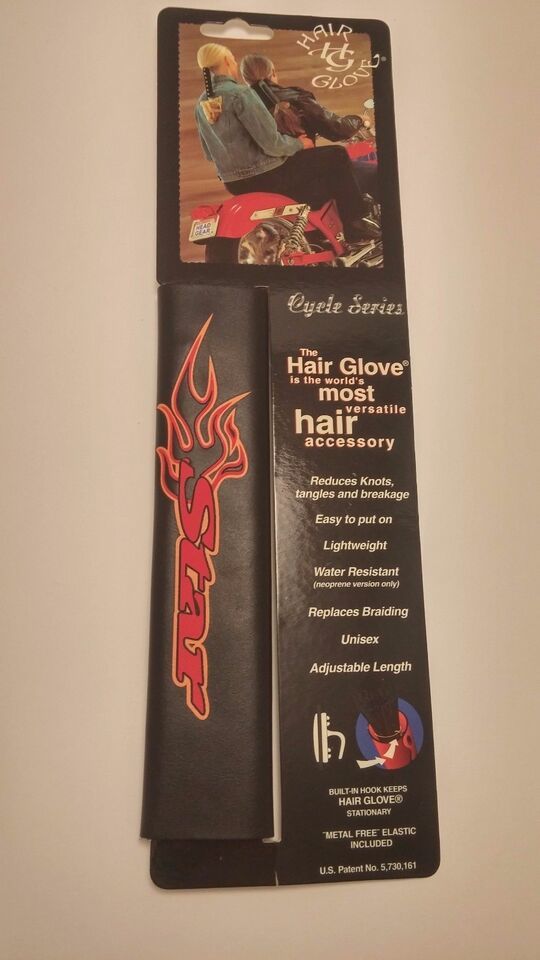 HAIR
HG
GLOVE®
HEAD
GEAR
Cycle Series
The
Hair Glove®
is the world's
most
versatile
hair
accessory
Reduces Knots,
tangles and breakage
Easy to put on
Lightweight
Water Resistant
(neoprene version only)
Replaces Braiding
Unisex
Adjustable Length
BUILT-IN HOOK KEEPS
HAIR GLOVE®
STATIONARY
"METAL FREE" ELASTIC
INCLUDED
U.S. Patent No. 5,730,161
Star